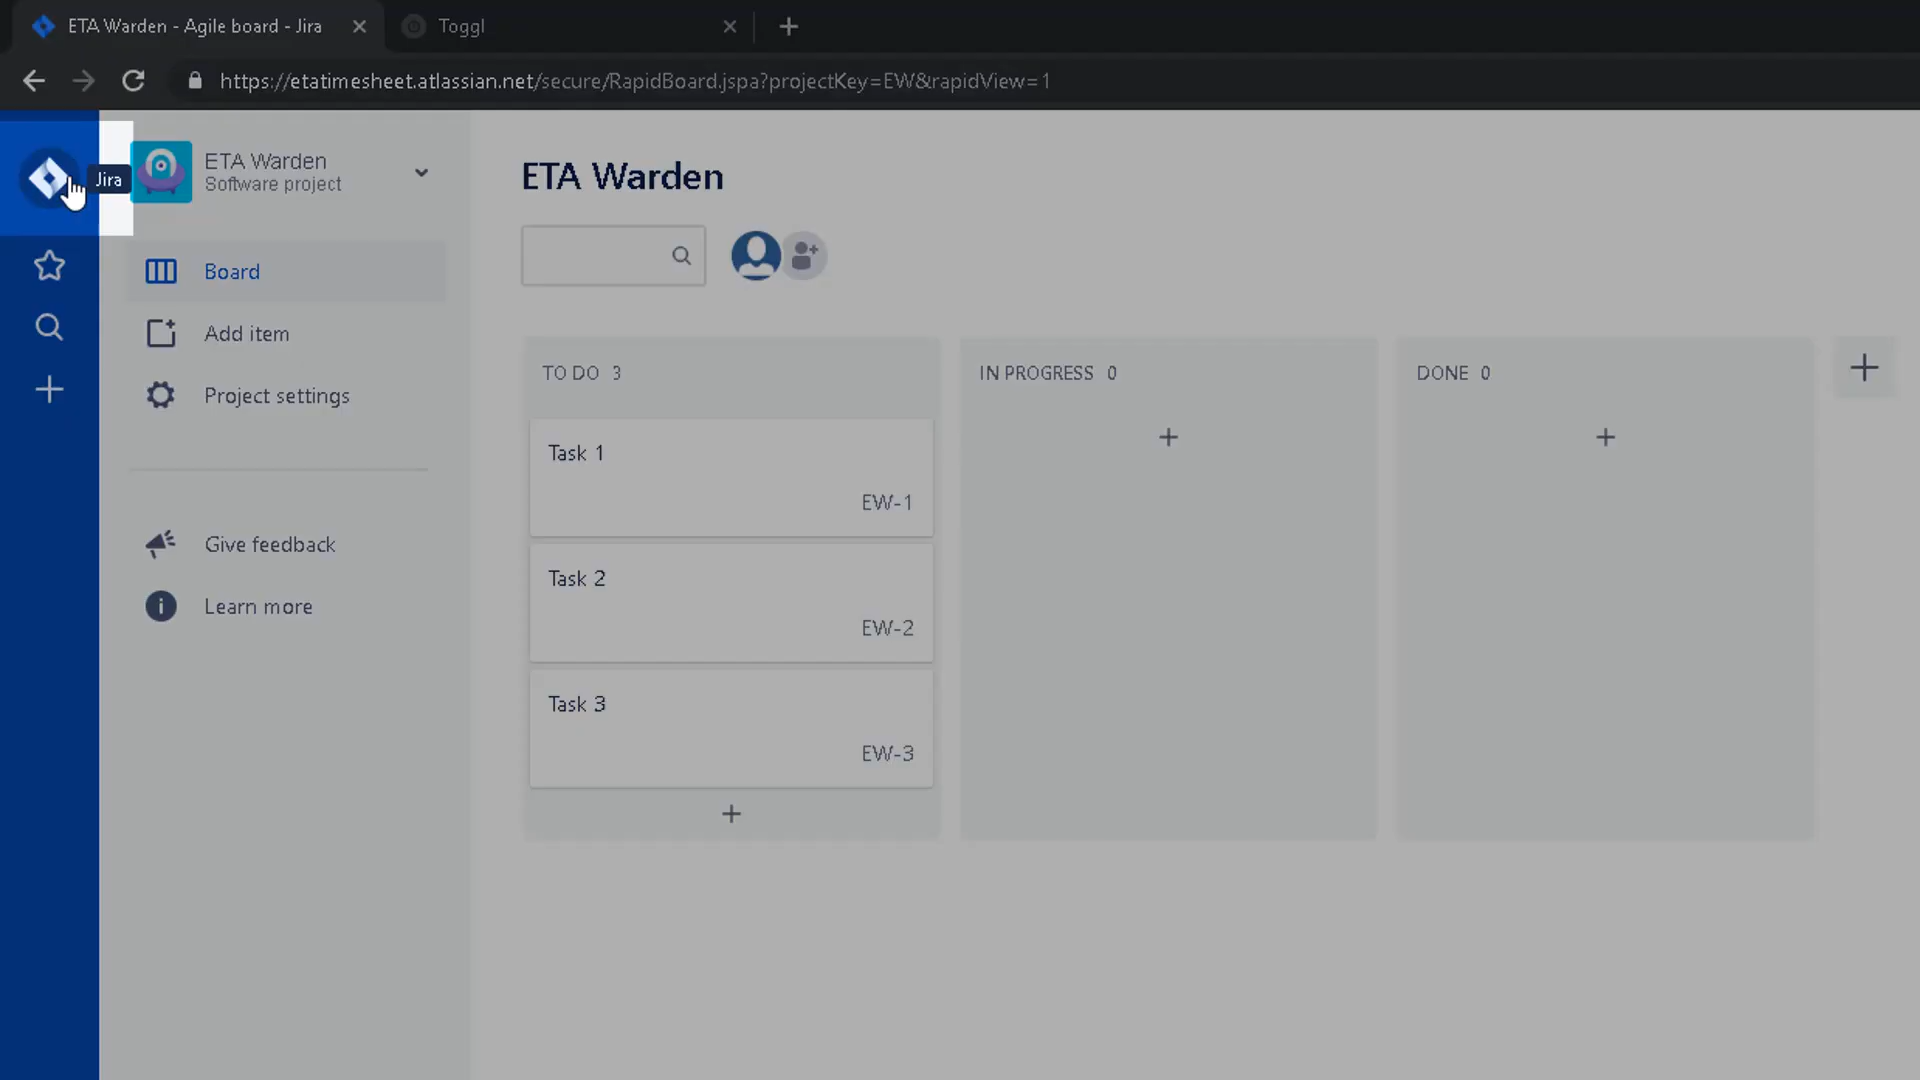 ETA Warden - Agile board - Jira
Toggl
https://etatimesheet.atlassian.net/secure/RapidBoard.jspa?projectKey=EW&rapidView=1
Jira
ETA Warden
Software project
Board
Add item
Project settings
Give feedback
Learn more
ETA Warden
TO DO 3
Task 1
EW-1
Task 2
EW-2
Task 3
EW-3
IN PROGRESS 0
DONE 0